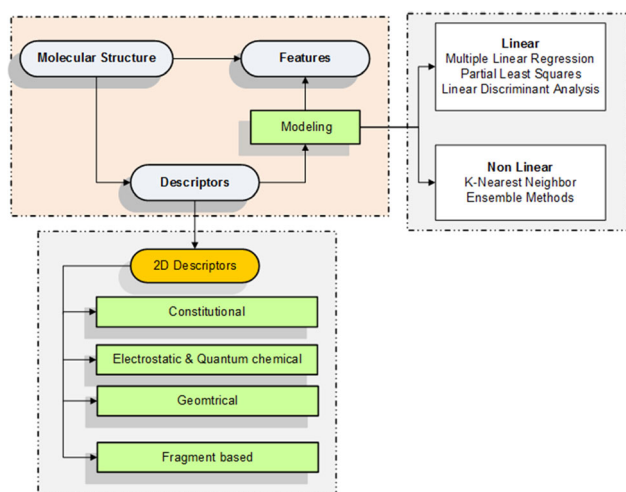 Molecular Structure
Features
Modeling
Descriptors
Linear
Multiple Linear Regression
Partial Least Squares
Linear Discriminant Analysis
Non Linear
K-Nearest Neighbor
Ensemble Methods
2D Descriptors
Constitutional
Electrostatic & Quantum chemical
Geomtrical
Fragment based